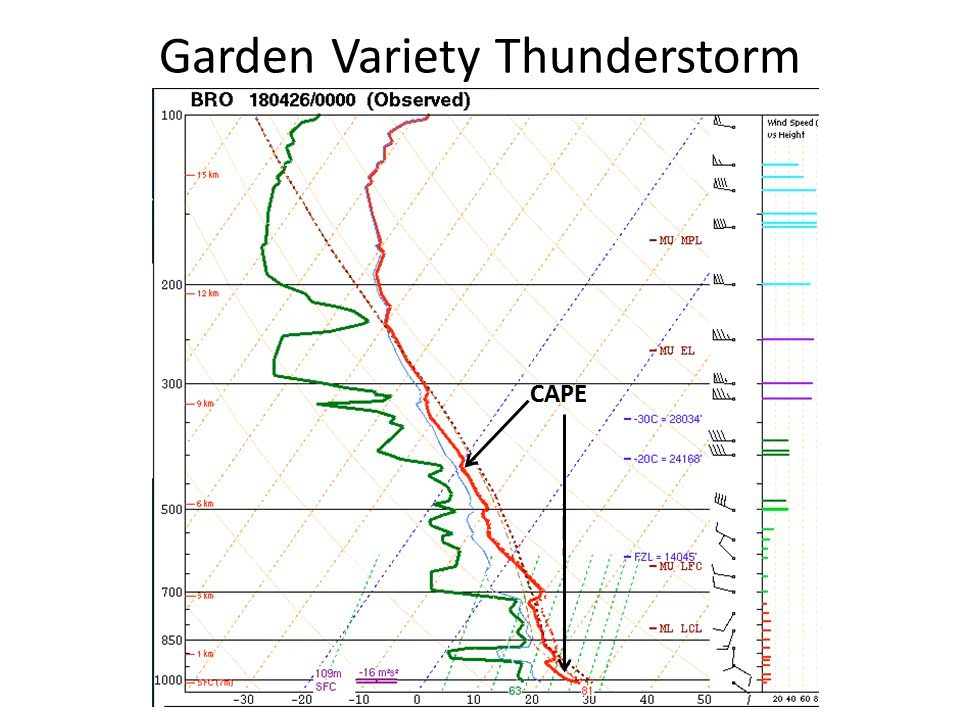 Garden Variety Thunderstorm
BRO 180426/0000 (Observed)
100
Wind Speed (
vs Height
15 km
MU MPL
200
12 km
MU EL
300
CAPE
9 km
-30C = 28034'
-20C = 24168'
6 km
500
FZL = 14045'
MU LFC
700
3 km
ML LCL
850
1 km
109m
-16 m²s²
SFC
1000
SFC (7m)
63
81
-30
-20
-10
0
10
20
30
40
50
20 40 60 8